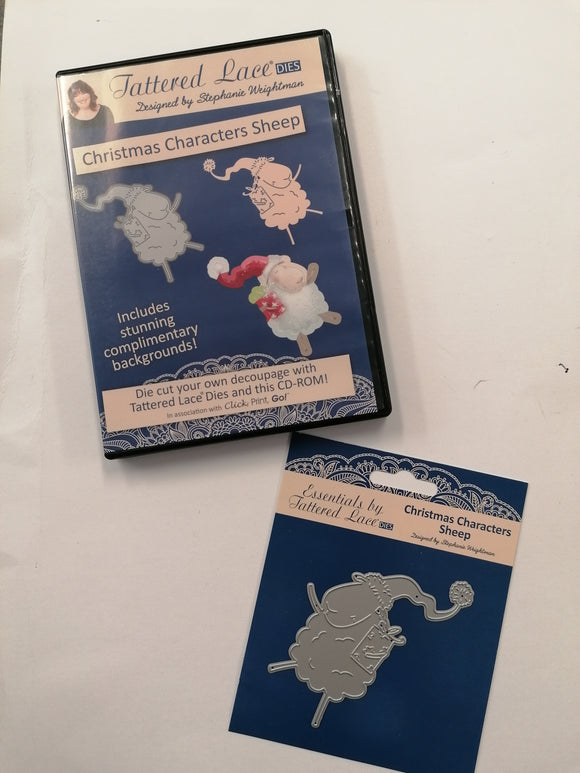 Tattered Lace® DIES
Designed by Stephanie Weightman
Christmas Characters Sheep
Includes
stunning
complimentary
backgrounds!
Die cut your own decoupage with
Tattered Lace® Dies and this CD-ROM!
in association with Click, Print, Go!™
Essentials by
Tattered Lace® DIES
Christmas Characters
Sheep
Designed by Stephanie Weightman